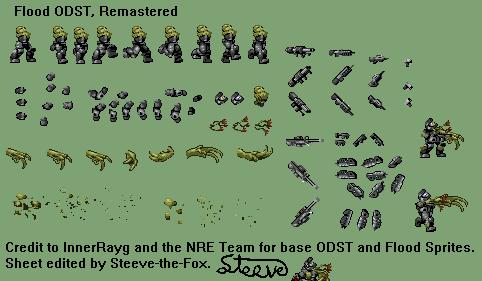 Flood ODST, Remastered
Credit to InnerRayg and the NRE Team for base ODST and Flood Sprites.
Sheet edited by Steeve-the-Fox. Steeve